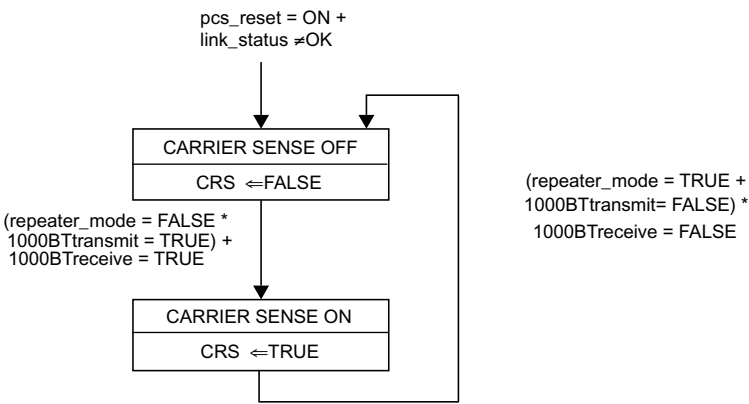 pcs_reset = ON +
link_status ≠OK
CARRIER SENSE OFF
CRS ⇐FALSE
(repeater_mode = FALSE *
1000BTtransmit = TRUE) +
1000BTreceive = TRUE
(repeater_mode = TRUE +
1000BTtransmit= FALSE) *
1000BTreceive = FALSE
CARRIER SENSE ON
CRS ⇐TRUE